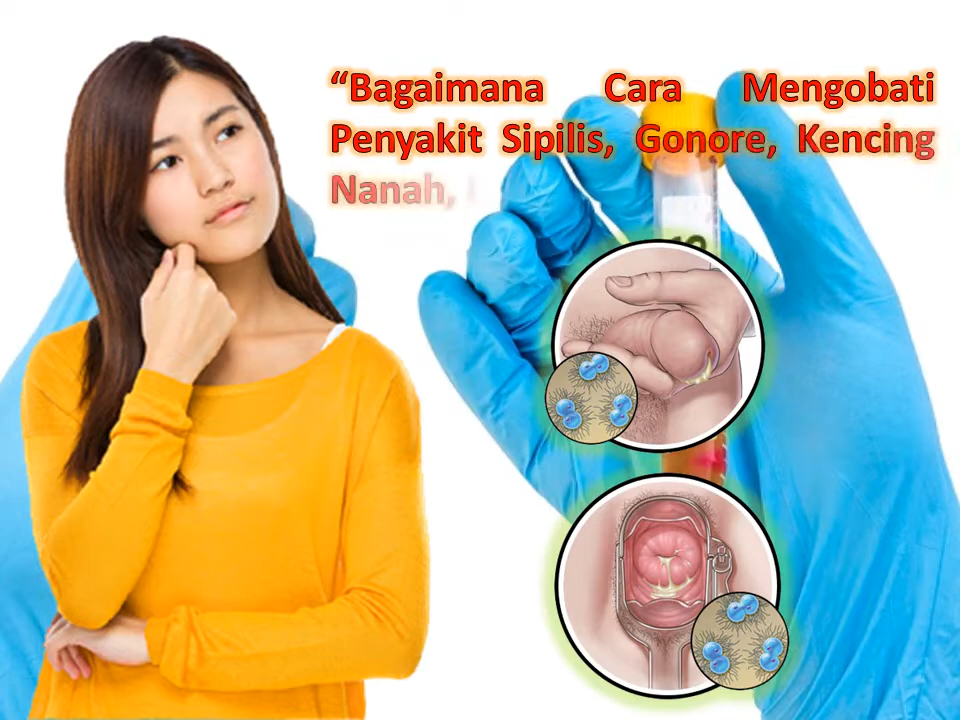 “Bagaimana Cara Mengobati
Penyakit Sipilis, Gonore, Kencing
Nanah,